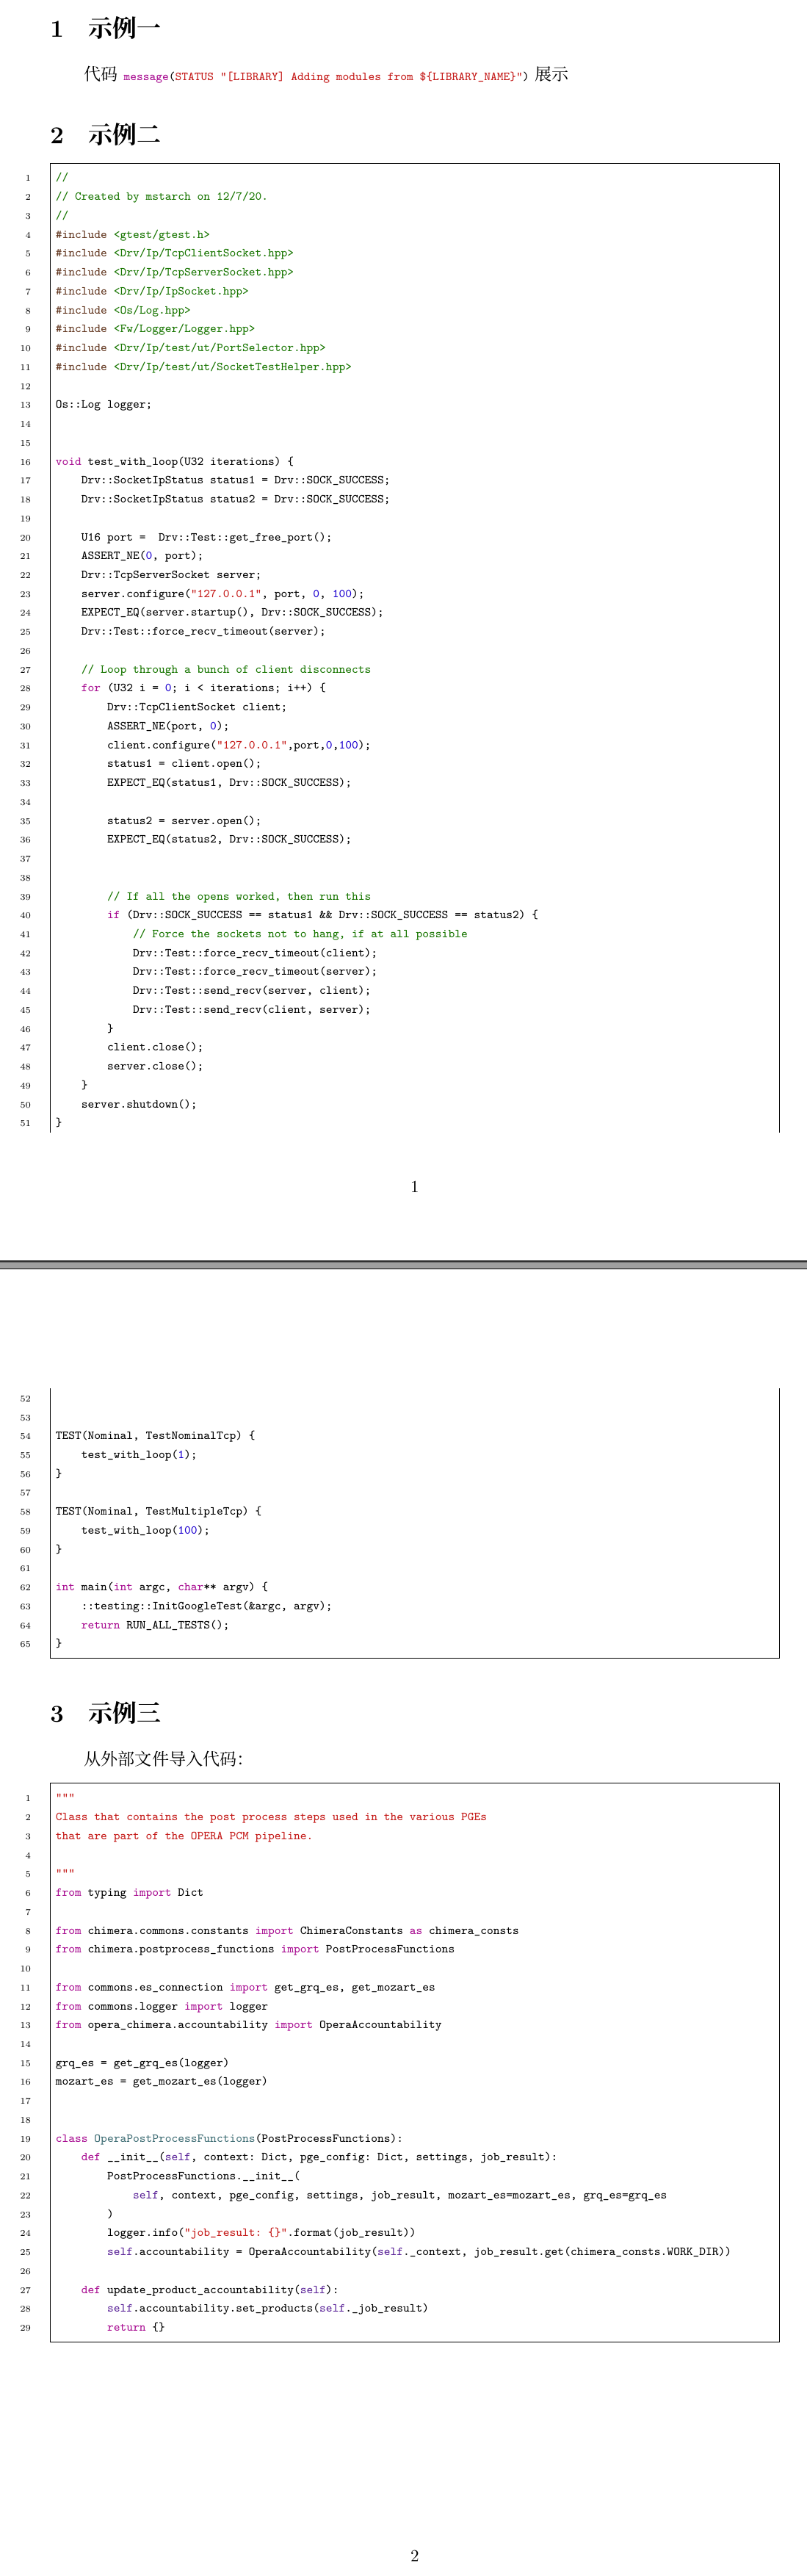 1 示例一
代码 message(STATUS "[LIBRARY] Adding modules from ${LIBRARY_NAME}") 展示
2 示例二
1 //
2 // Created by mstarch on 12/7/20.
3 //
4 #include <gtest/gtest.h>
5 #include <Drv/Ip/TcpClientSocket.hpp>
6 #include <Drv/Ip/TcpServerSocket.hpp>
7 #include <Drv/Ip/IpSocket.hpp>
8 #include <Os/Log.hpp>
9 #include <Fw/Logger/Logger.hpp>
10 #include <Drv/Ip/test/ut/PortSelector.hpp>
11 #include <Drv/Ip/test/ut/SocketTestHelper.hpp>
12
13 Os::Log logger;
14
15
16 void test_with_loop(U32 iterations) {
17     Drv::SocketIpStatus status1 = Drv::SOCK_SUCCESS;
18     Drv::SocketIpStatus status2 = Drv::SOCK_SUCCESS;
19
20     U16 port =  Drv::Test::get_free_port();
21     ASSERT_NE(0, port);
22     Drv::TcpServerSocket server;
23     server.configure("127.0.0.1", port, 0, 100);
24     EXPECT_EQ(server.startup(), Drv::SOCK_SUCCESS);
25     Drv::Test::force_recv_timeout(server);
26
27     // Loop through a bunch of client disconnects
28     for (U32 i = 0; i < iterations; i++) {
29         Drv::TcpClientSocket client;
30         ASSERT_NE(port, 0);
31         client.configure("127.0.0.1",port,0,100);
32         status1 = client.open();
33         EXPECT_EQ(status1, Drv::SOCK_SUCCESS);
34
35         status2 = server.open();
36         EXPECT_EQ(status2, Drv::SOCK_SUCCESS);
37
38
39         // If all the opens worked, then run this
40         if (Drv::SOCK_SUCCESS == status1 && Drv::SOCK_SUCCESS == status2) {
41             // Force the sockets not to hang, if at all possible
42             Drv::Test::force_recv_timeout(client);
43             Drv::Test::force_recv_timeout(server);
44             Drv::Test::send_recv(server, client);
45             Drv::Test::send_recv(client, server);
46         }
47         client.close();
48         server.close();
49     }
50     server.shutdown();
51 }
1
52
53
54 TEST(Nominal, TestNominalTcp) {
55     test_with_loop(1);
56 }
57
58 TEST(Nominal, TestMultipleTcp) {
59     test_with_loop(100);
60 }
61
62 int main(int argc, char** argv) {
63     ::testing::InitGoogleTest(&argc, argv);
64     return RUN_ALL_TESTS();
65 }
3 示例三
从外部文件导入代码：
1 """
2 Class that contains the post process steps used in the various PGEs
3 that are part of the OPERA PCM pipeline.
4
5 """
6 from typing import Dict
7
8 from chimera.commons.constants import ChimeraConstants as chimera_consts
9 from chimera.postprocess_functions import PostProcessFunctions
10
11 from commons.es_connection import get_grq_es, get_mozart_es
12 from commons.logger import logger
13 from opera_chimera.accountability import OperaAccountability
14
15 grq_es = get_grq_es(logger)
16 mozart_es = get_mozart_es(logger)
17
18
19 class OperaPostProcessFunctions(PostProcessFunctions):
20     def __init__(self, context: Dict, pge_config: Dict, settings, job_result):
21         PostProcessFunctions.__init__(
22             self, context, pge_config, settings, job_result, mozart_es=mozart_es, grq_es=grq_es
23         )
24         logger.info("job_result: {}".format(job_result))
25         self.accountability = OperaAccountability(self._context, job_result.get(chimera_consts.WORK_DIR))
26
27     def update_product_accountability(self):
28         self.accountability.set_products(self._job_result)
29         return {}
2